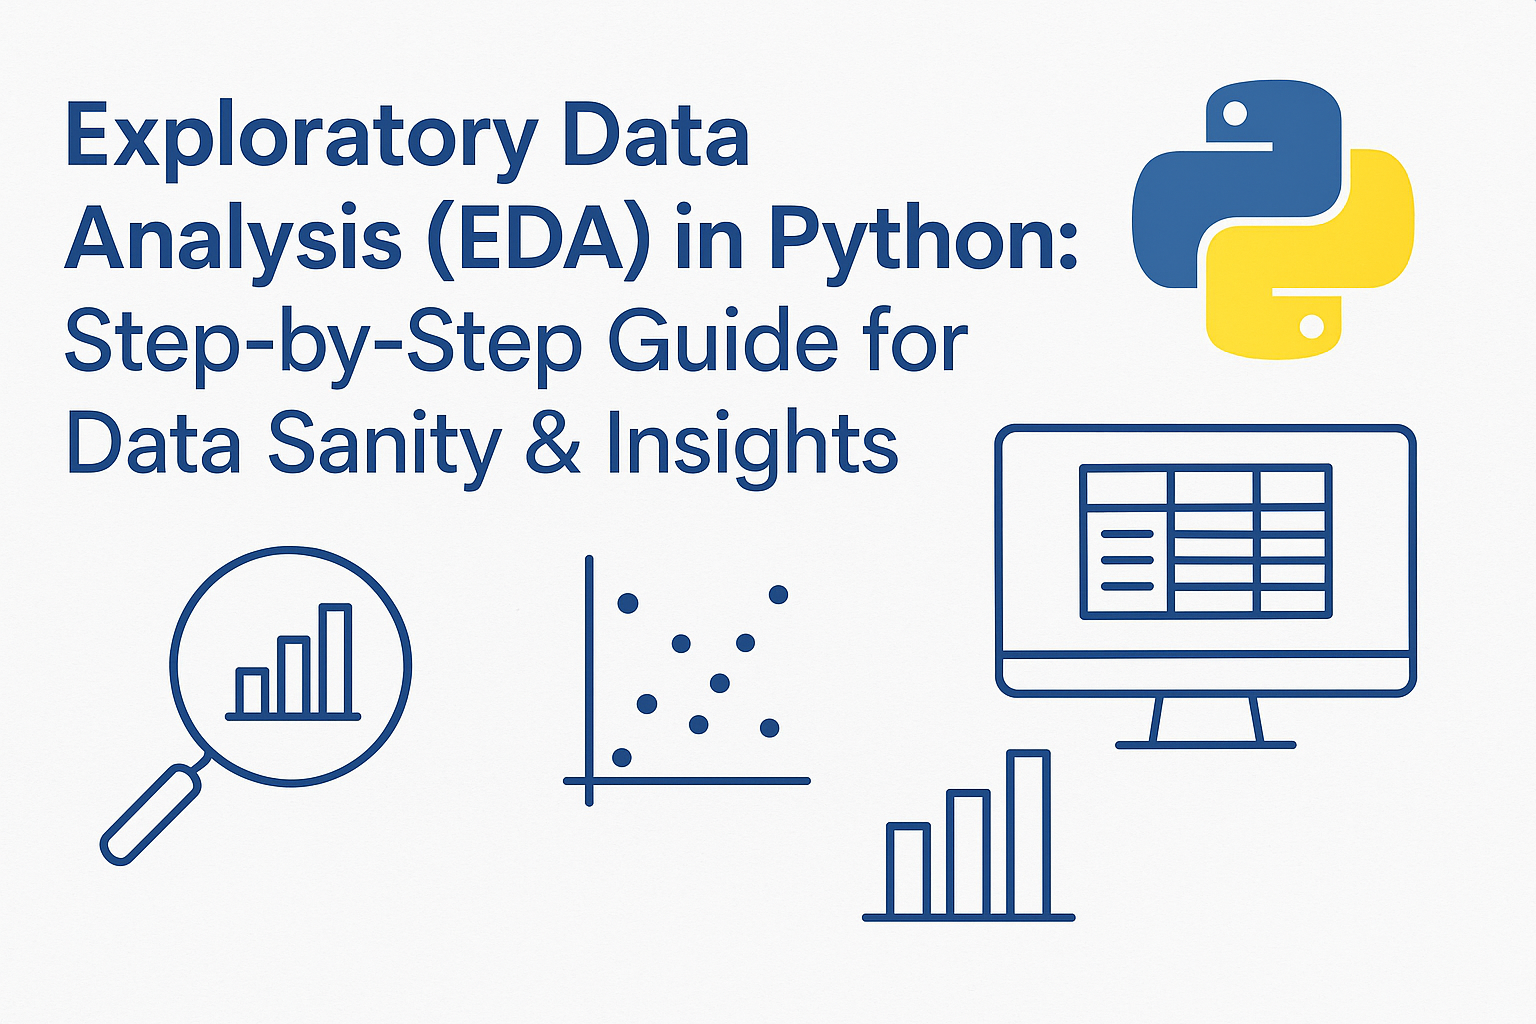 Exploratory Data
Analysis (EDA) in Python:
Step-by-Step Guide for
Data Sanity & Insights